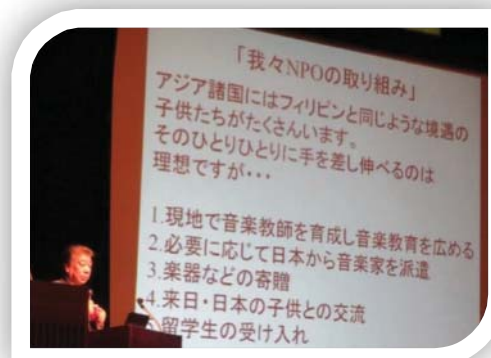 「我々NPOの取り組み」
アジア諸国にはフィリピンと同じような境遇の
子供たちがたくさんいます。
そのひとりひとりに手を差し伸べるのは
理想ですが・・・
1.現地で音楽教師を育成し音楽教育を広める
2.必要に応じて日本から音楽家を派遣
3.楽器などの寄贈
4.来日・日本の子供との交流
留学生の受け入れ